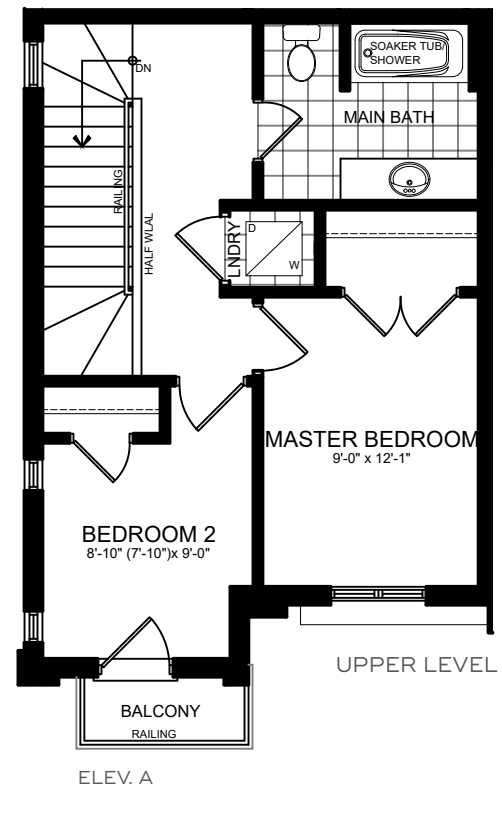 SOAKER TUB/
SHOWER
DN
MAIN BATH
RAILING
HALF WLAL
LNDRY
D
W
MASTER BEDROOM
9'-0" x 12'-1"
BEDROOM 2
8'-10" (7'-10")x 9'-0"
UPPER LEVEL
BALCONY
RAILING
ELEV. A